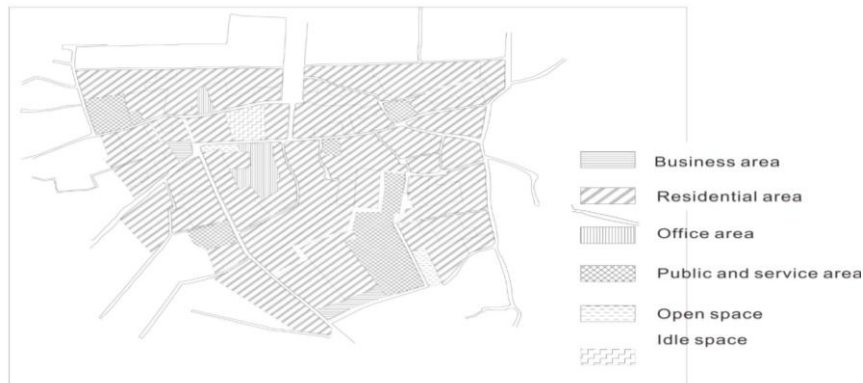 Business area
Residential area
Office area
Public and service area
Open space
Idle space